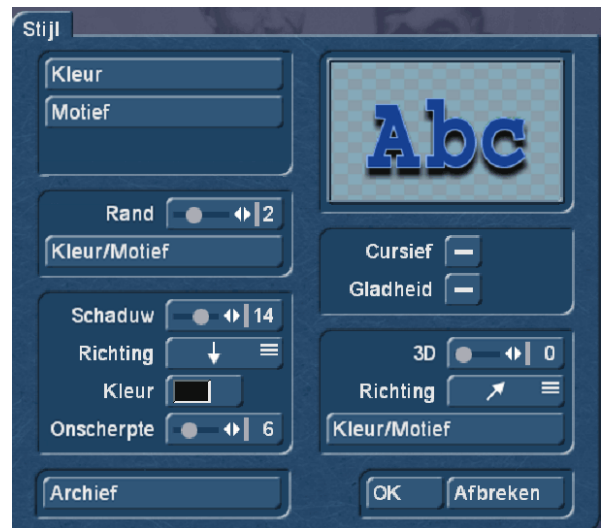 Stijl
Kleur
Motief
Rand 2
Kleur/Motief
Schaduw 14
Richting
Kleur
Onscherpte 6
Archief
Abc
Cursief
Gladheid
3D 0
Richting
Kleur/Motief
OK Afbreken